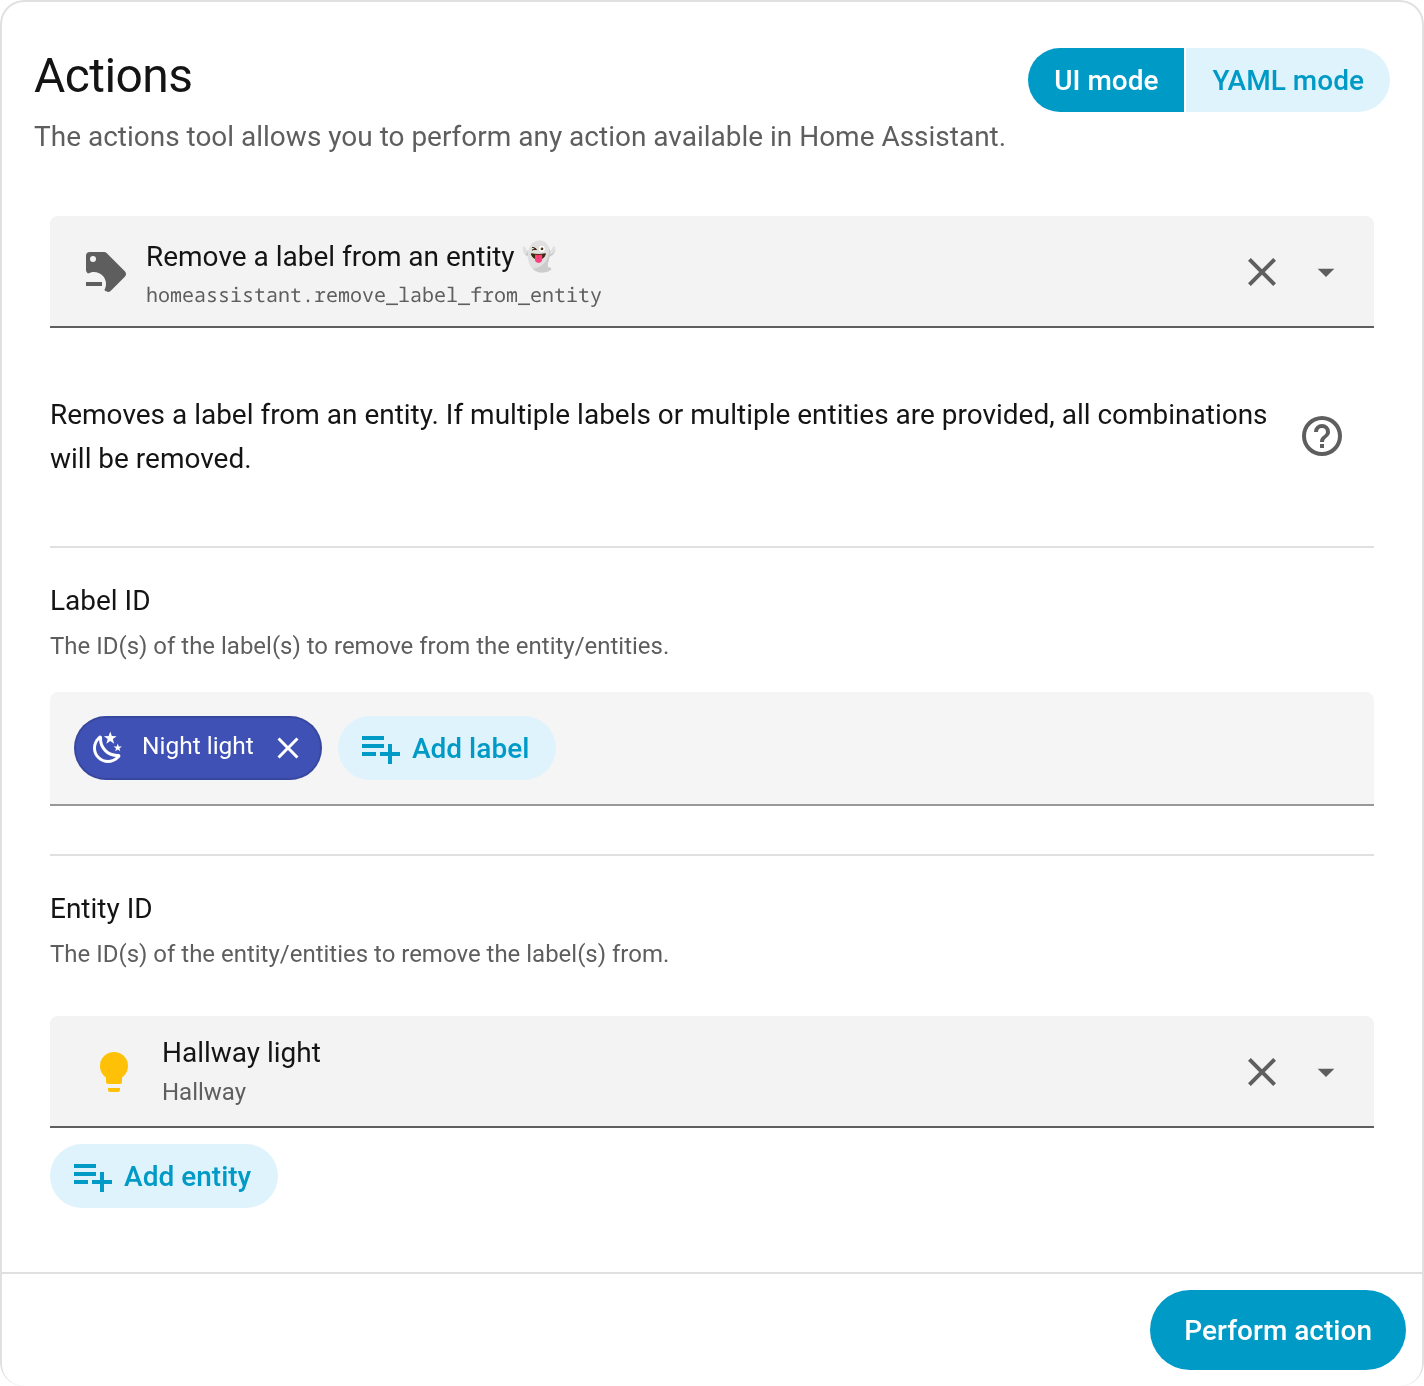 Actions
UI mode
YAML mode
The actions tool allows you to perform any action available in Home Assistant.
Remove a label from an entity 👻
homeassistant.remove_label_from_entity
Removes a label from an entity. If multiple labels or multiple entities are provided, all combinations
will be removed.
Label ID
The ID(s) of the label(s) to remove from the entity/entities.
Night light
Add label
Entity ID
The ID(s) of the entity/entities to remove the label(s) from.
Hallway light
Hallway
Add entity
Perform action